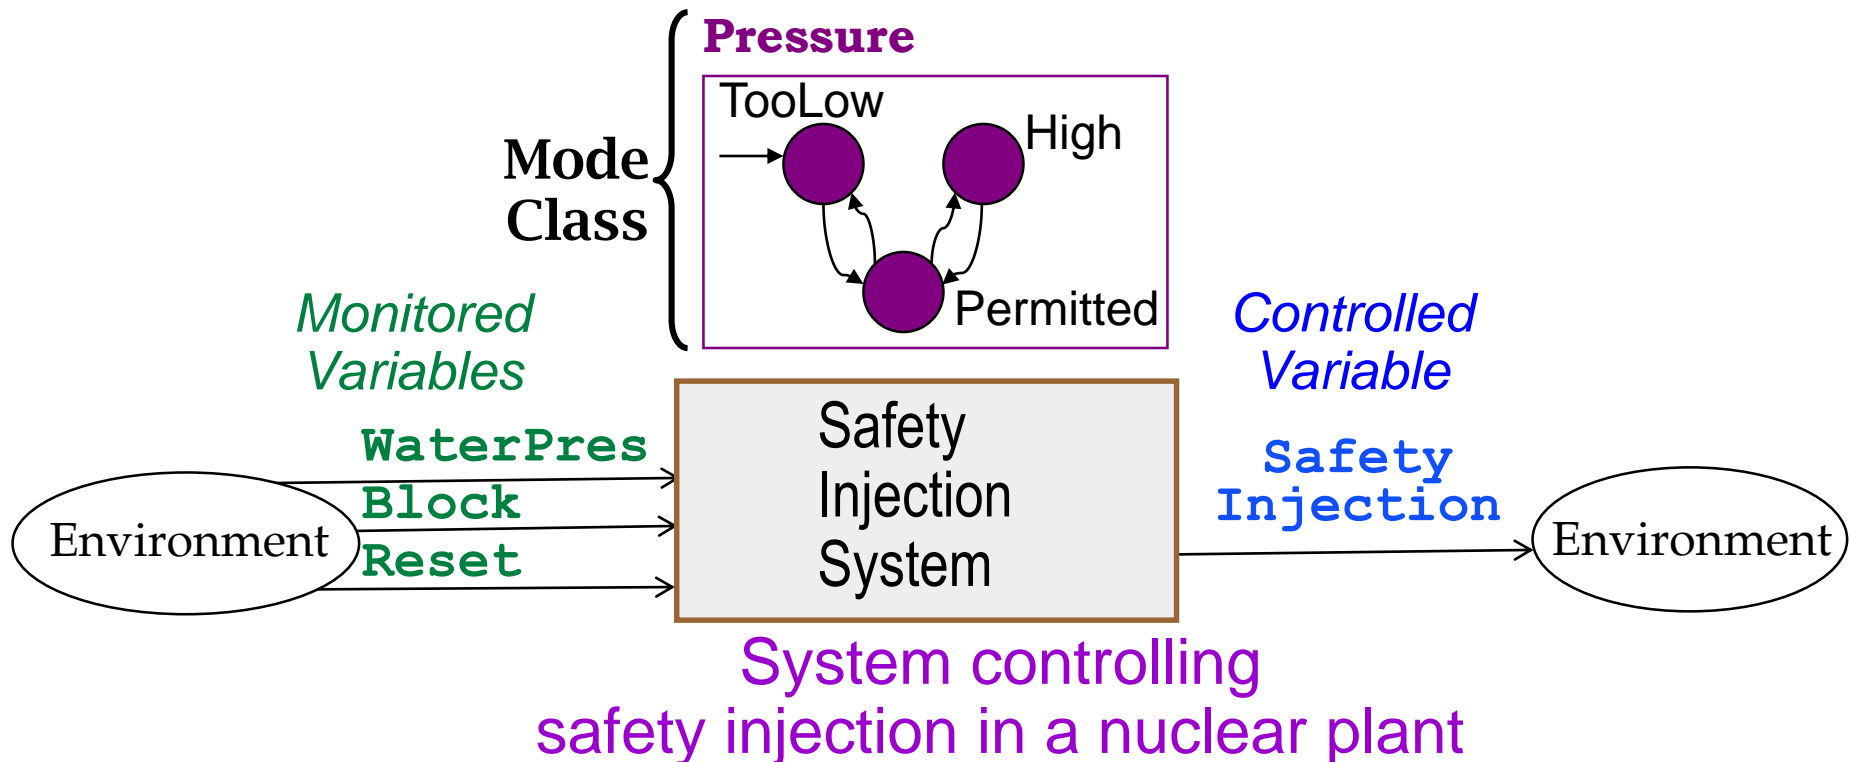 Pressure
TooLow
High
Mode
Class
Permitted
Monitored
Variables
Controlled
Variable
WaterPres
Block
Reset
Environment
Safety
Injection
System
Safety
Injection
Environment
System controlling
safety injection in a nuclear plant